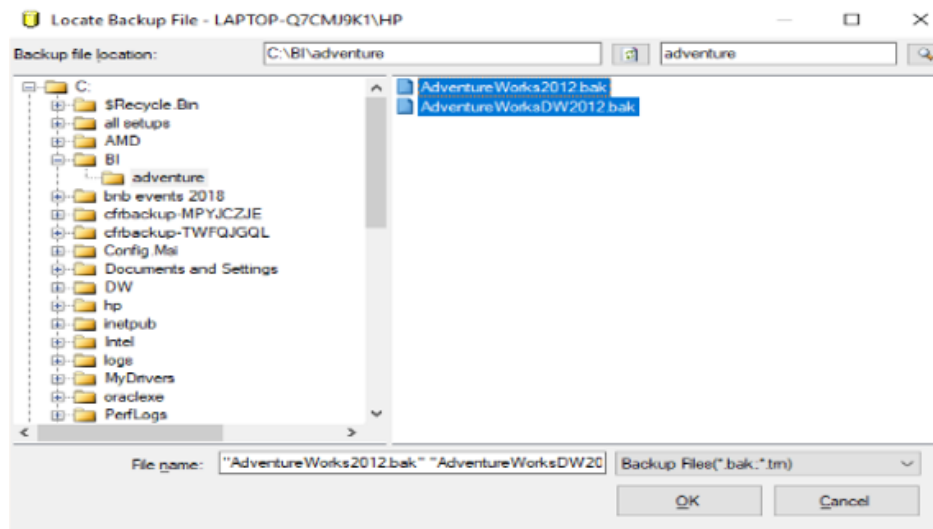 Locate Backup File - LAPTOP-Q7CMJ9K1\HP
Backup file location: C:\BI\adventure adventure
C:
$Recycle.Bin
all setups
AMD
BI
adventure
bnb events 2018
cfrbackup-MPYJCZJE
cfrbackup-TWFQJGQL
Config.Msi
Documents and Settings
DW
hp
inetpub
Intel
logs
MyDrivers
oraclexe
PerfLogs
AdventureWorks2012.bak
AdventureWorksDW2012.bak
File name: "AdventureWorks2012.bak" "AdventureWorksDW20 Backup Files(*.bak;*.trn)
OK Cancel